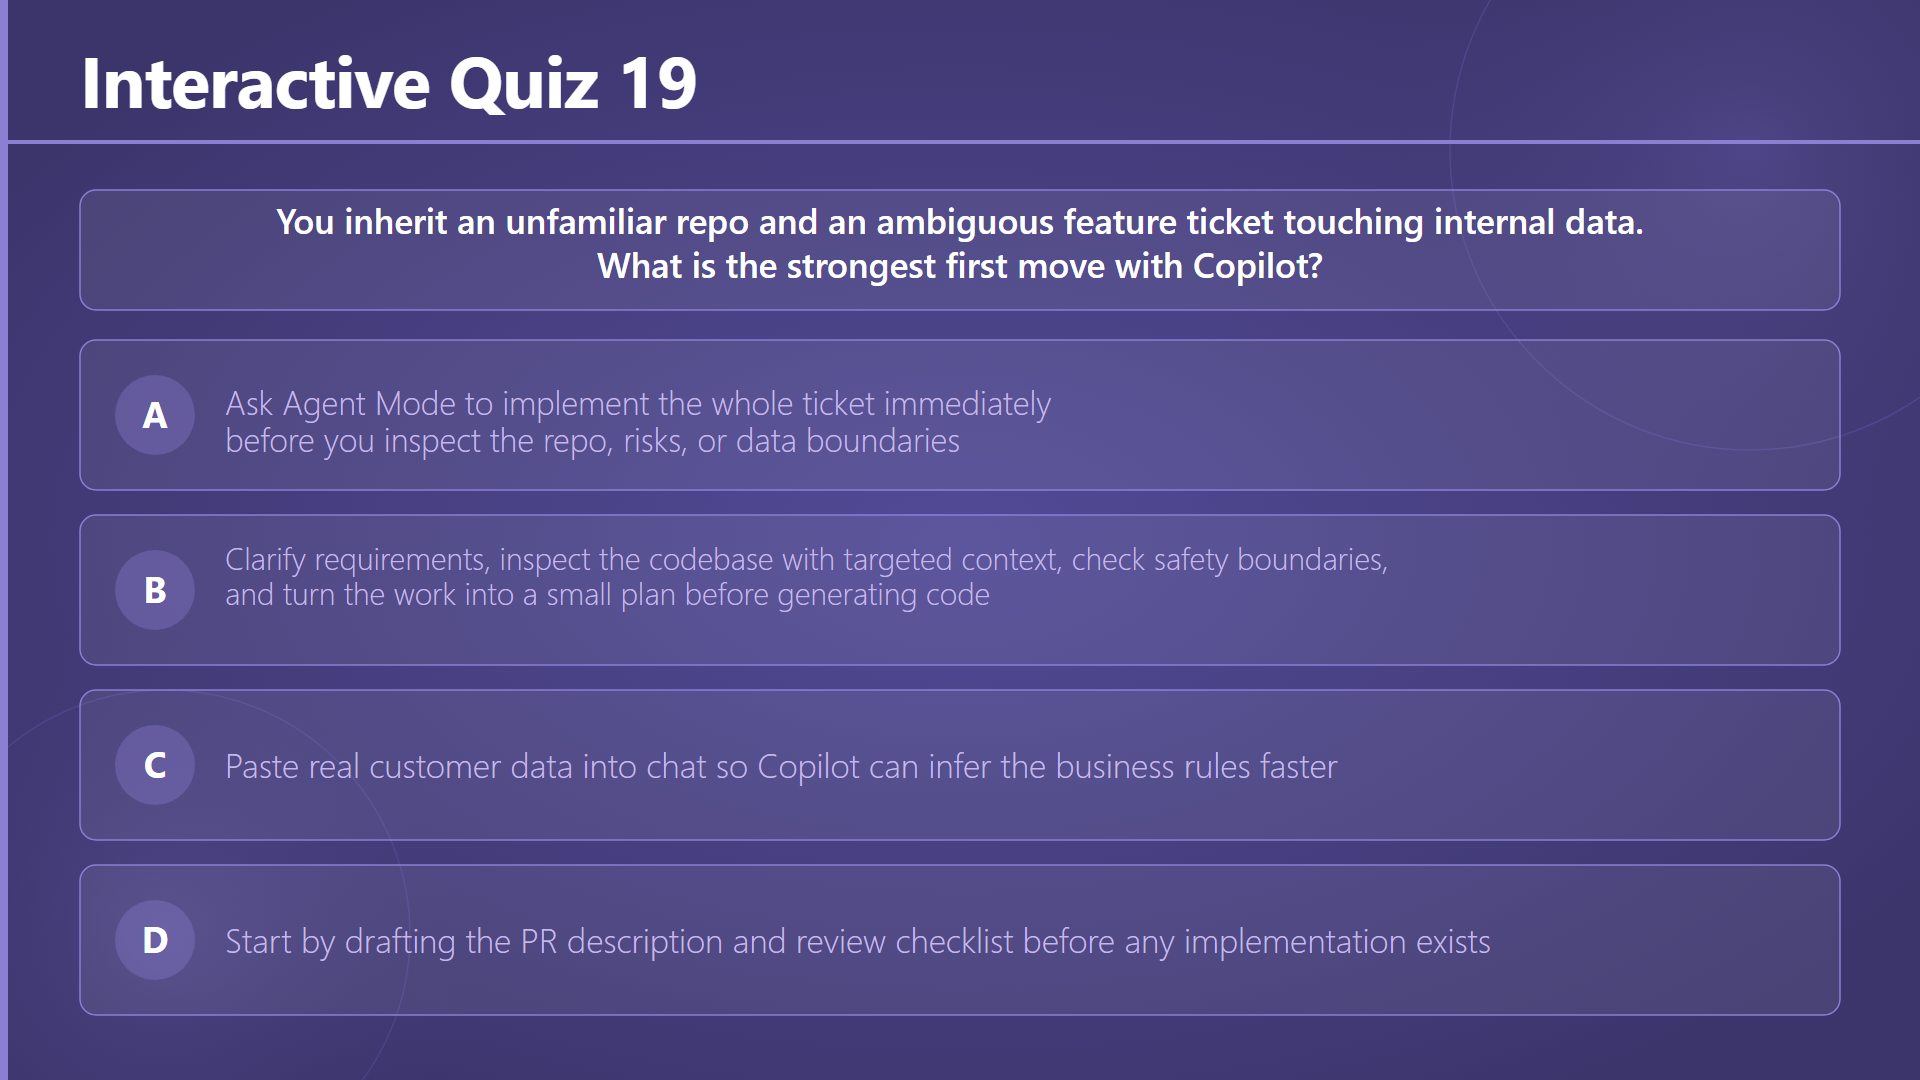 Interactive Quiz 19
You inherit an unfamiliar repo and an ambiguous feature ticket touching internal data.
What is the strongest first move with Copilot?
A
Ask Agent Mode to implement the whole ticket immediately
before you inspect the repo, risks, or data boundaries
B
Clarify requirements, inspect the codebase with targeted context, check safety boundaries,
and turn the work into a small plan before generating code
C
Paste real customer data into chat so Copilot can infer the business rules faster
D
Start by drafting the PR description and review checklist before any implementation exists